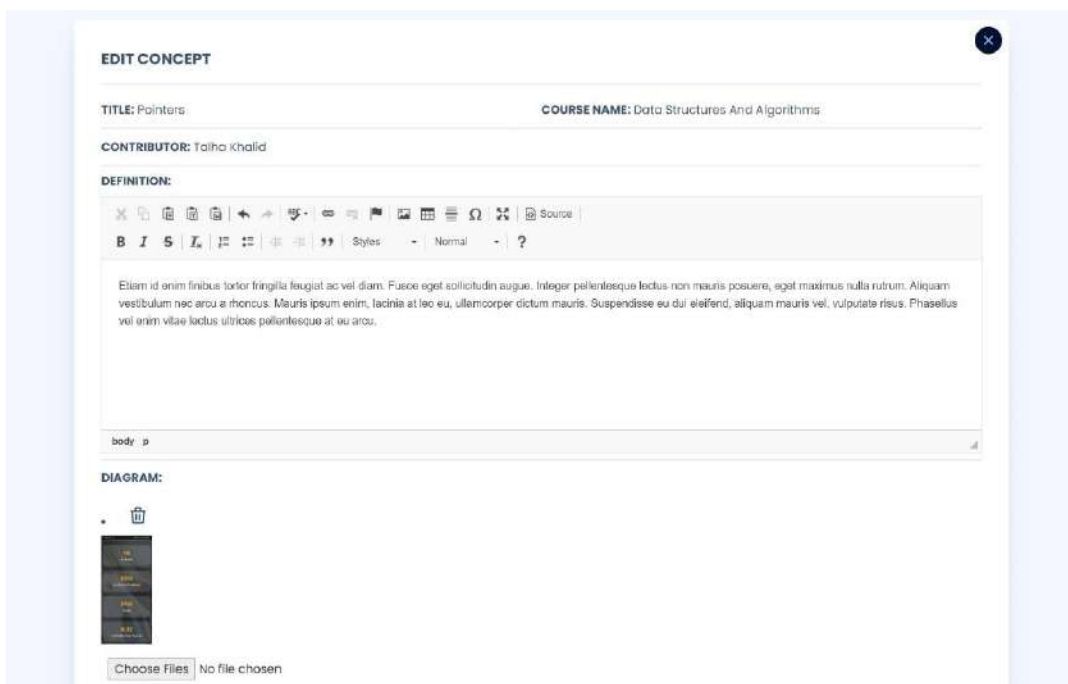 EDIT CONCEPT
TITLE: Pointers COURSE NAME: Data Structures And Algorithms
CONTRIBUTOR: Talha Khalid
DEFINITION:
Source
B I S Ix Styles Normal ?
Etiam id enim finibus tortor fringilla feugiat ac vel diam. Fusce eget sollicitudin augue. Integer pellentesque lectus non mauris posuere, eget maximus nulla rutrum. Aliquam
vestibulum nec arcu a rhoncus. Mauris ipsum enim, lacinia at leo eu, ullamcorper dictum mauris. Suspendisse eu dui eleifend, aliquam mauris vel, vulputate risus. Phasellus
vel enim vitae lectus ultrices pellentesque at eu arcu.
body p
DIAGRAM:
Choose Files No file chosen